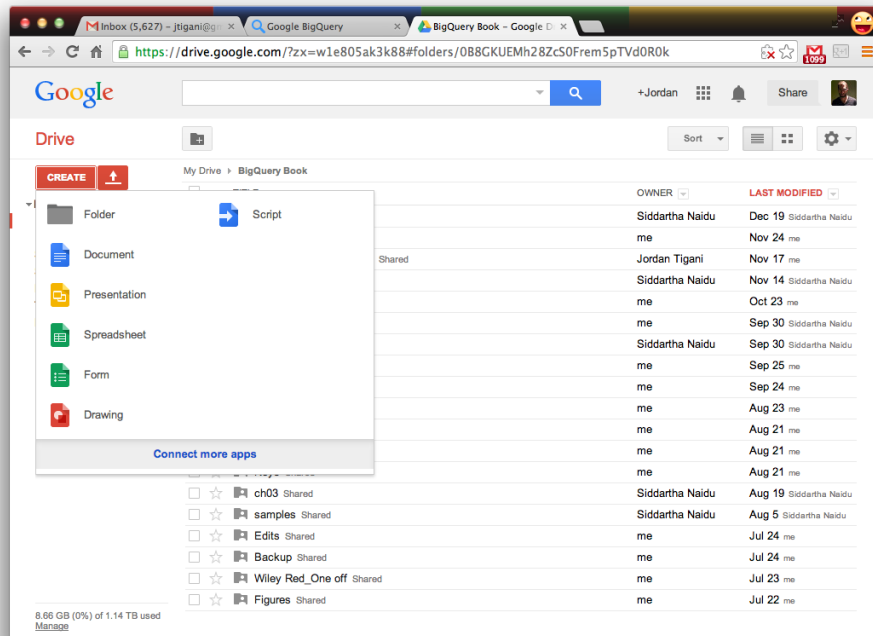 Inbox (5,627) – jtigani@gm
Google BigQuery
BigQuery Book – Google D
https://drive.google.com/?zx=w1e805ak3k88#folders/0B8GKUEMh28ZcS0Frem5pTVd0R0k
1099
Google
+Jordan
Share
Drive
Sort
CREATE
My Drive BigQuery Book
OWNER LAST MODIFIED
Folder Script
Document
Presentation
Spreadsheet
Form
Drawing
Connect more apps
Siddartha Naidu Dec 19 Siddartha Naidu
me Nov 24 me
Shared Jordan Tigani Nov 17 me
Siddartha Naidu Nov 14 Siddartha Naidu
me Oct 23 me
me Sep 30 Siddartha Naidu
Siddartha Naidu Sep 30 Siddartha Naidu
me Sep 25 me
me Sep 24 me
me Aug 23 me
me Aug 21 me
me Aug 21 me
me Aug 21 me
ch03 Shared Siddartha Naidu Aug 19 Siddartha Naidu
samples Shared Siddartha Naidu Aug 5 Siddartha Naidu
Edits Shared me Jul 24 me
Backup Shared me Jul 24 me
Wiley Red_One off Shared me Jul 23 me
Figures Shared me Jul 22 me
8.66 GB (0%) of 1.14 TB used
Manage